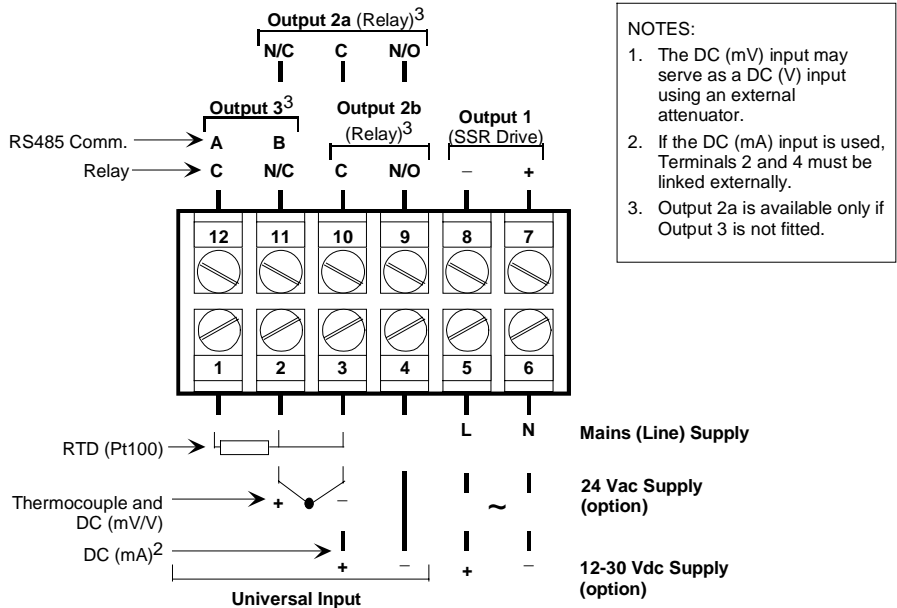 Output 2a (Relay)3
N/C C N/O
Output 33
Output 2b
(Relay)3
Output 1
(SSR Drive)
RS485 Comm. A B
Relay C N/C C N/O – +
12 11 10 9 8 7
1 2 3 4 5 6
L N Mains (Line) Supply
RTD (Pt100)
Thermocouple and
DC (mV/V)
+ –
~
24 Vac Supply
(option)
DC (mA)2
+ – + –
12-30 Vdc Supply
(option)
Universal Input
NOTES:
1. The DC (mV) input may
serve as a DC (V) input
using an external
attenuator.
2. If the DC (mA) input is used,
Terminals 2 and 4 must be
linked externally.
3. Output 2a is available only if
Output 3 is not fitted.